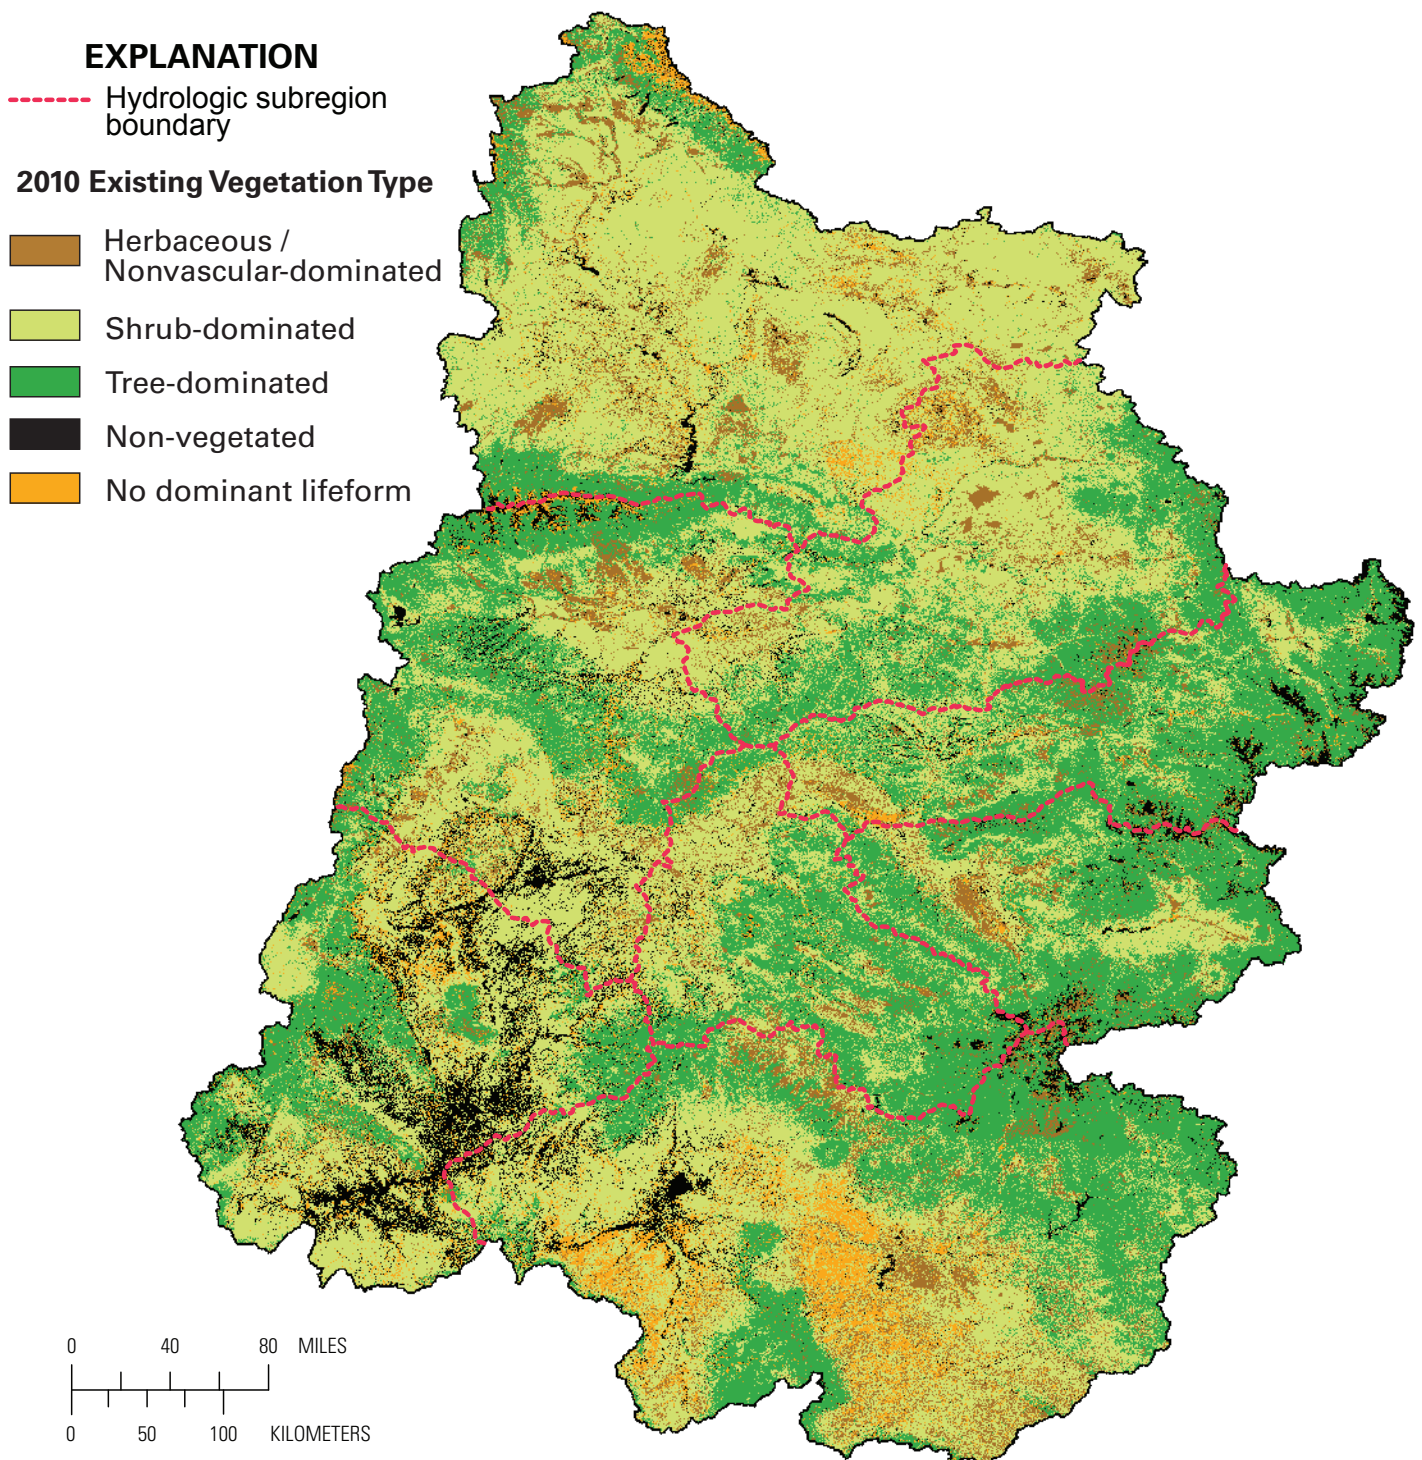 EXPLANATION
Hydrologic subregion
boundary
2010 Existing Vegetation Type
Herbaceous /
Nonvascular-dominated
Shrub-dominated
Tree-dominated
Non-vegetated
No dominant lifeform
0 40 80 MILES
0 50 100 KILOMETERS